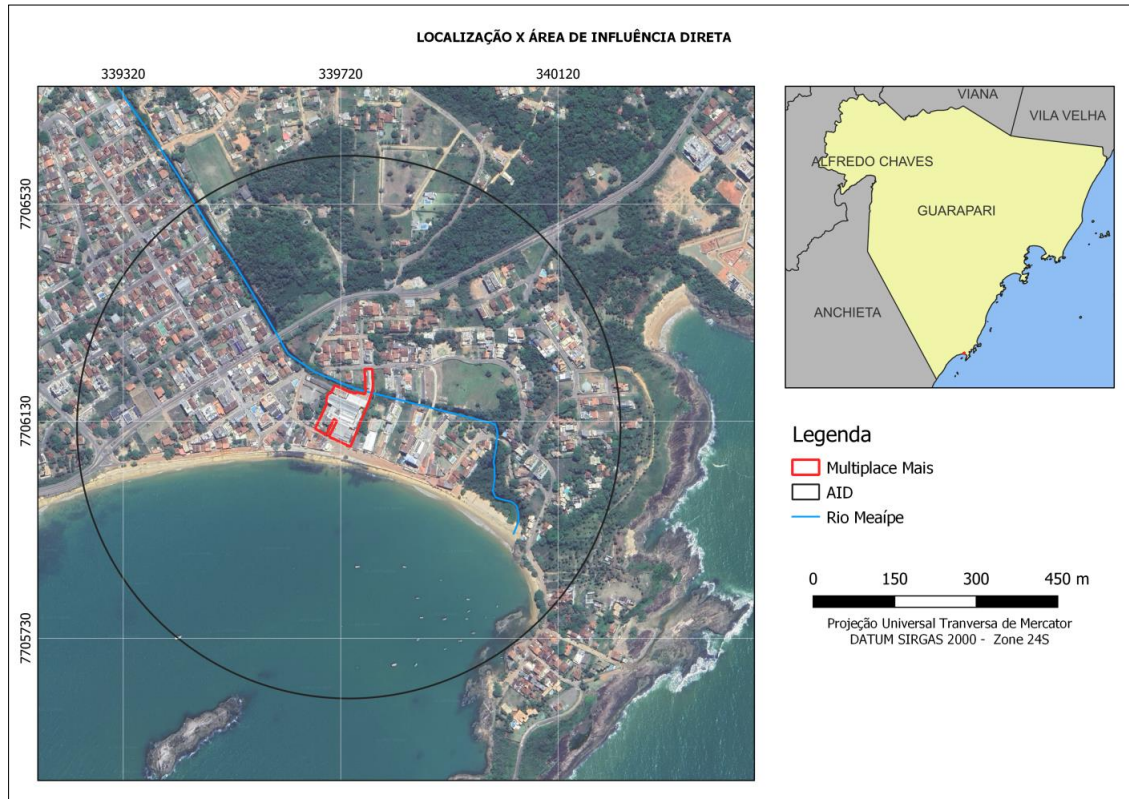 LOCALIZAÇÃO X ÁREA DE INFLUÊNCIA DIRETA
339320
339720
340120
7706530
7706130
7705730
VIANA
VILA VELHA
ALFREDO CHAVES
GUARAPARI
ANCHIETA
Legenda
Multiplace Mais
AID
Rio Meaípe
0 150 300 450 m
Projeção Universal Tranversa de Mercator
DATUM SIRGAS 2000 - Zone 24S